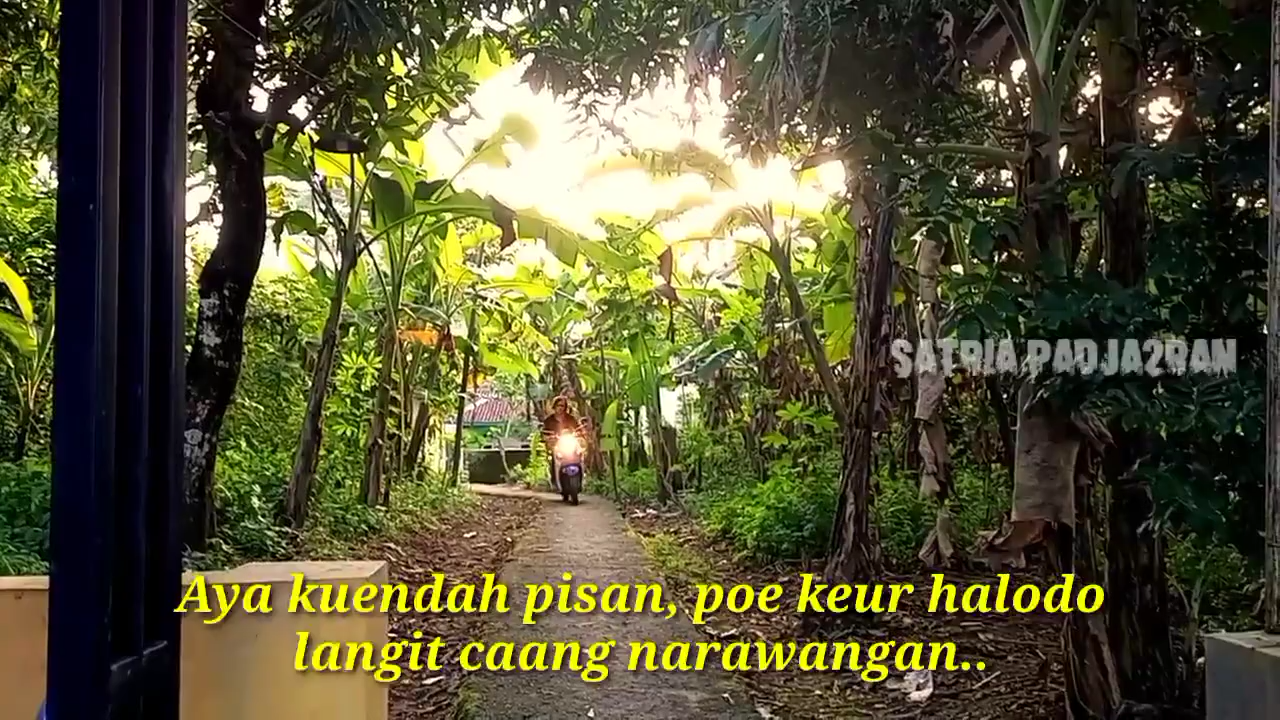 SATRIA PADJA2RAN
Aya kuendah pisan, poe keur halodo
langit caang narawangan..